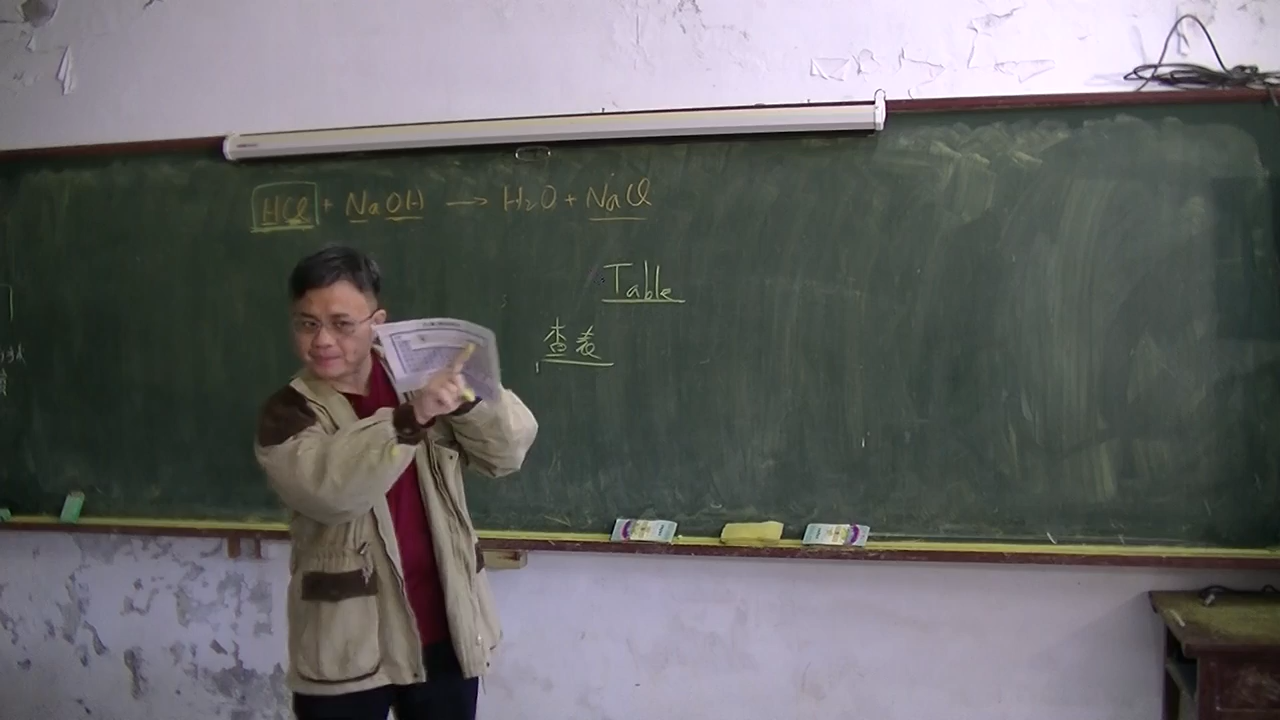 HCl + NaOH → H₂O + NaCl
Table
查表